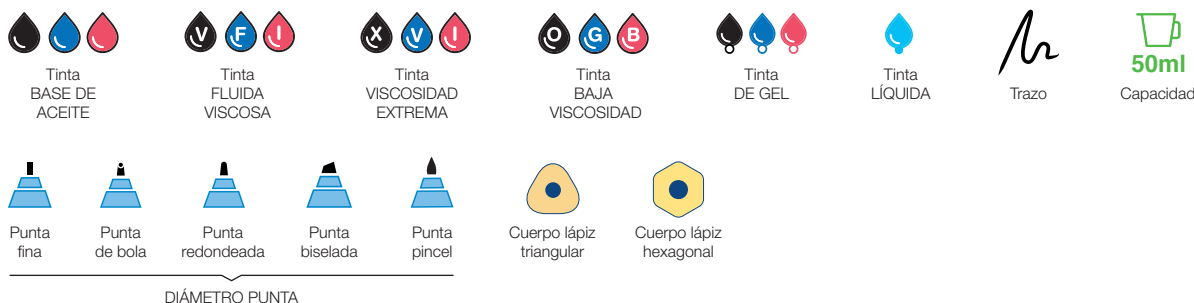 V F I
X V I
O G B
50ml
Tinta
BASE DE
ACEITE
Tinta
FLUIDA
VISCOSA
Tinta
VISCOSIDAD
EXTREMA
Tinta
BAJA
VISCOSIDAD
Tinta
DE GEL
Tinta
LÍQUIDA
Trazo
Capacidad
Punta
fina
Punta
de bola
Punta
redondeada
Punta
biselada
Punta
pincel
Cuerpo lápiz
triangular
Cuerpo lápiz
hexagonal
DIÁMETRO PUNTA